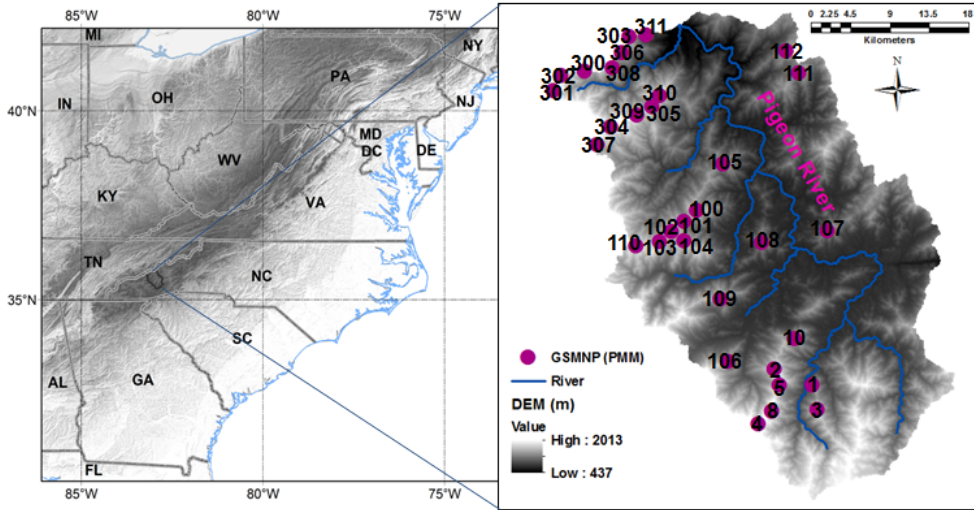 85°W 80°W 75°W
MI
NY
PA
IN
OH
NJ
40°N
MD
DE
DC
WV
KY
VA
TN
NC
35°N
SC
AL
GA
FL
85°W 80°W 75°W
0 2.25 4.5 9 13.5 18
Kilometers
N
303 311
306
300
308
302
301
310
309 305
304
307
112
111
Pigeon River
105
100
101
102
110 103 104
108
107
109
10
106
2
5 1
8 3
4
GSMNP (PMM)
River
DEM (m)
Value
High : 2013
Low : 437